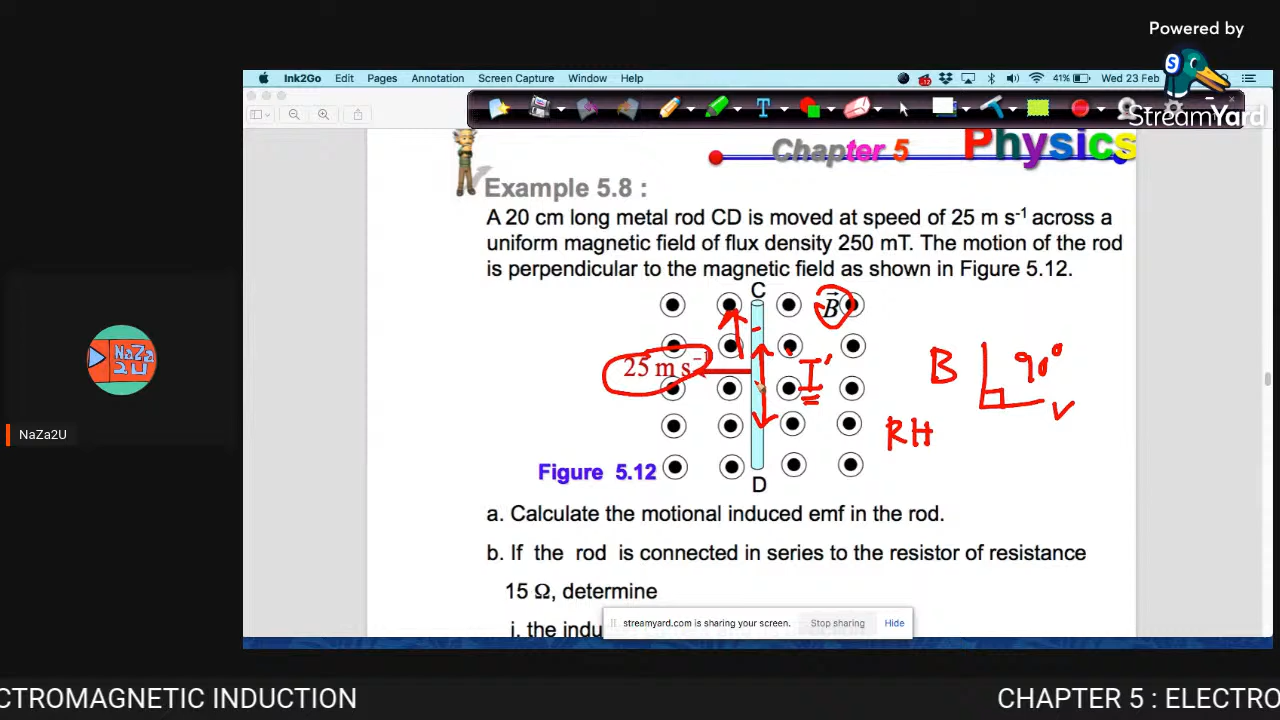 Powered by
StreamYard
Ink2Go Edit Pages Annotation Screen Capture Window Help
41% Wed 23 Feb
Chapter 5 Physics
Example 5.8 :
A 20 cm long metal rod CD is moved at speed of 25 m s⁻¹ across a
uniform magnetic field of flux density 250 mT. The motion of the rod
is perpendicular to the magnetic field as shown in Figure 5.12.
C
B
25 m s⁻¹
I
B 90° V
RH
Figure 5.12
D
a. Calculate the motional induced emf in the rod.
b. If the rod is connected in series to the resistor of resistance
15 Ω, determine
i. the indu
streamyard.com is sharing your screen. Stop sharing Hide
NaZa
2U
NaZa2U
CTROMAGNETIC INDUCTION
CHAPTER 5 : ELECTRO